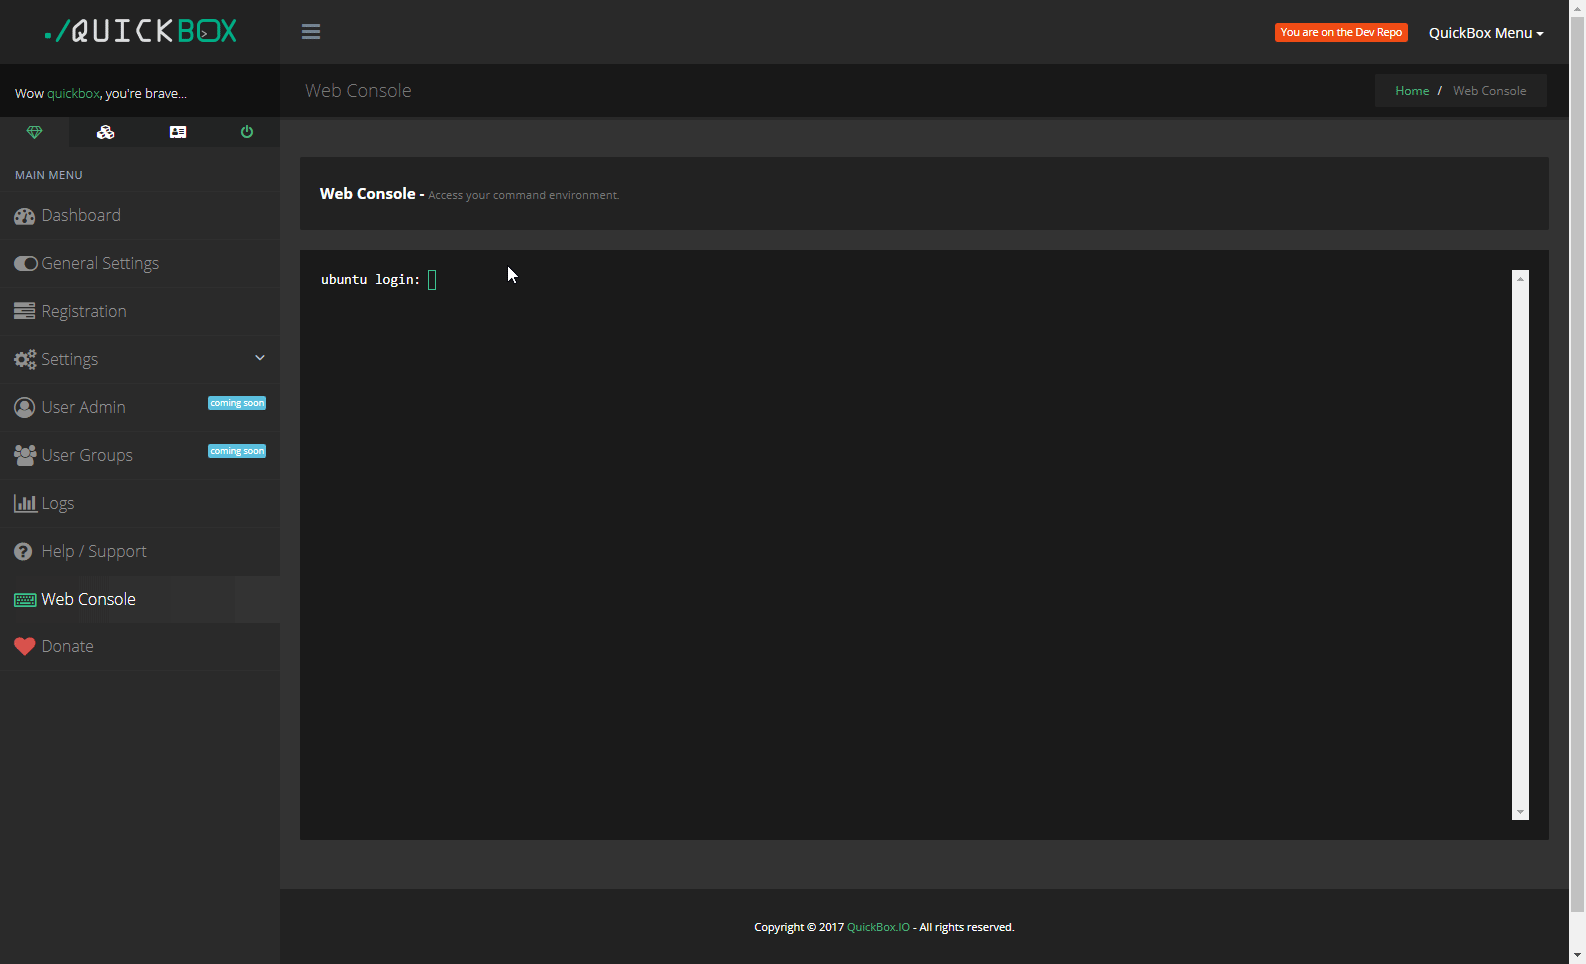 ./QUICKBOX
You are on the Dev Repo
QuickBox Menu
Wow quickbox, you're brave...
Web Console
Home / Web Console
MAIN MENU
Dashboard
General Settings
Registration
Settings
User Admin
coming soon
User Groups
coming soon
Logs
Help / Support
Web Console
Donate
Web Console - Access your command environment.
ubuntu login:
Copyright © 2017 QuickBox.IO - All rights reserved.